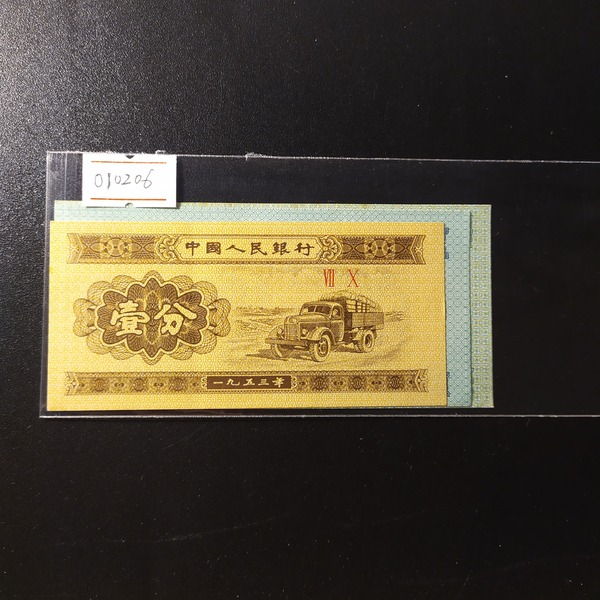 010206
中國人民銀行
Ⅶ Ⅹ
壹分
一九五三年